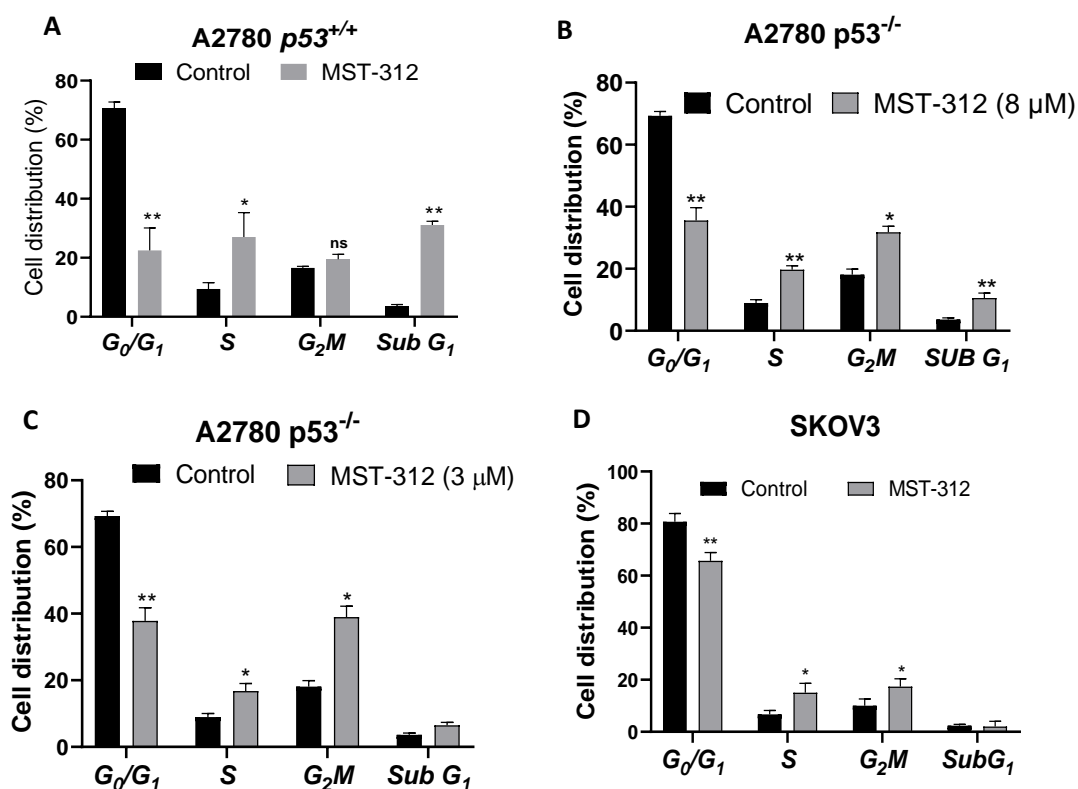 A
A2780 p53+/+
Control MST-312
Cell distribution (%)
80
60
40
20
0
** * ns **
G0/G1 S G2M Sub G1
B
A2780 p53-/-
Control MST-312 (8 µM)
Cell distribution (%)
80
60
40
20
0
** ** * **
G0/G1 S G2M SUB G1
C
A2780 p53-/-
Control MST-312 (3 µM)
Cell distribution (%)
80
60
40
20
0
** * *
G0/G1 S G2M Sub G1
D
SKOV3
Control MST-312
Cell distribution (%)
100
80
60
40
20
0
** * *
G0/G1 S G2M SubG1